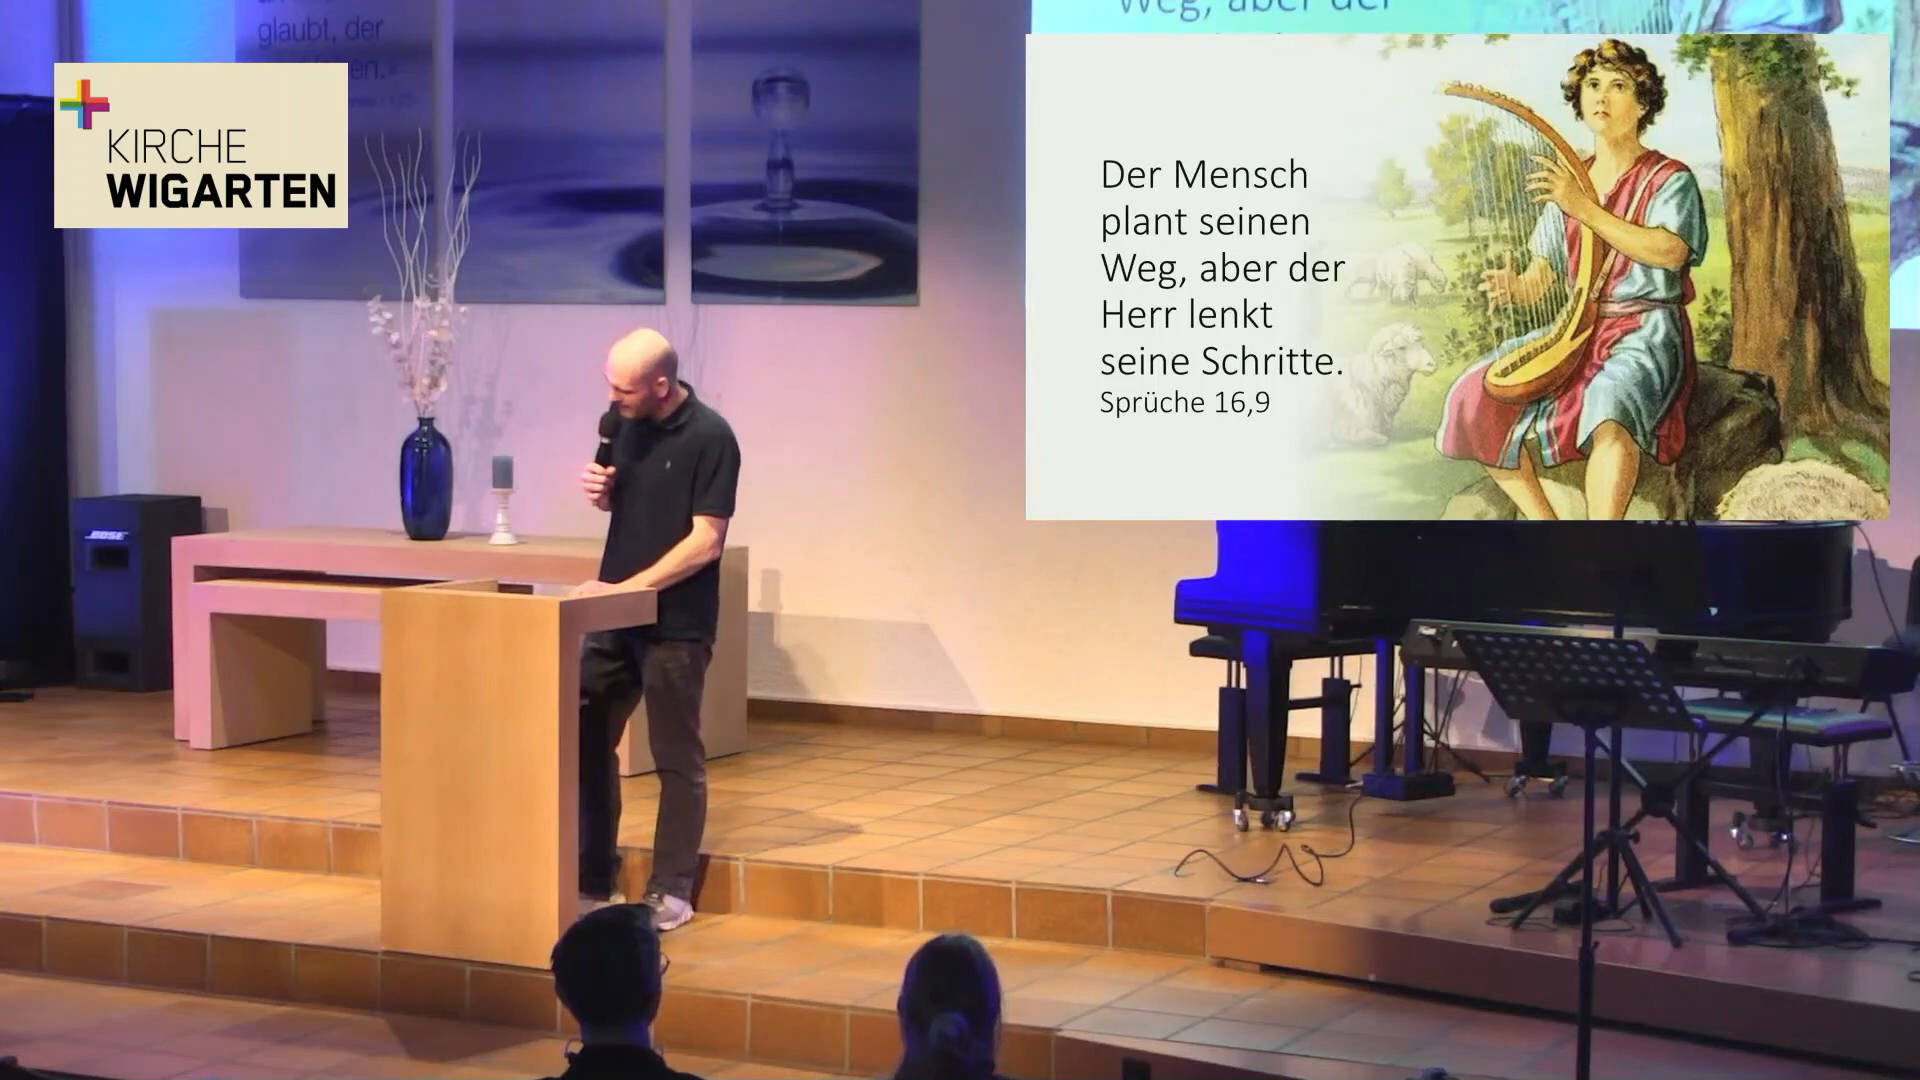 glaubt, der
KIRCHE
WIGARTEN
BOSE
Weg, aber der
Der Mensch
plant seinen
Weg, aber der
Herr lenkt
seine Schritte.
Sprüche 16,9